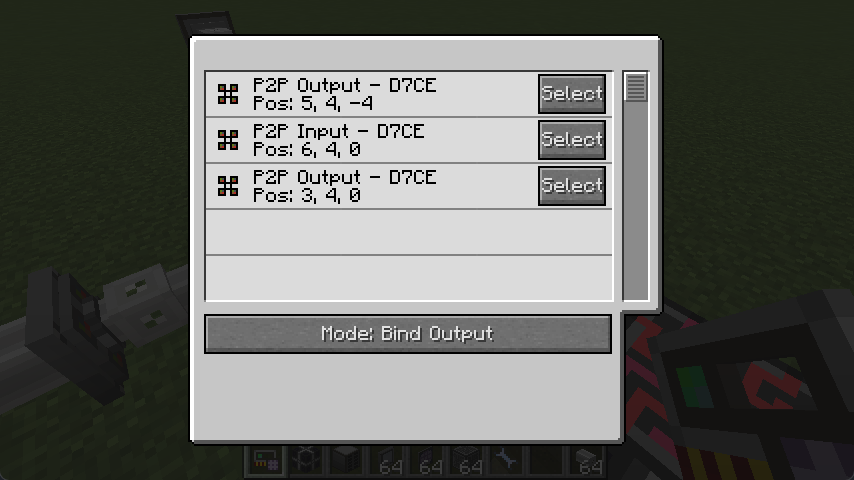 P2P Output - D7CE
Pos: 5, 4, -4
Select
P2P Input - D7CE
Pos: 6, 4, 0
Select
P2P Output - D7CE
Pos: 3, 4, 0
Select
Mode: Bind Output
64 64 64 64